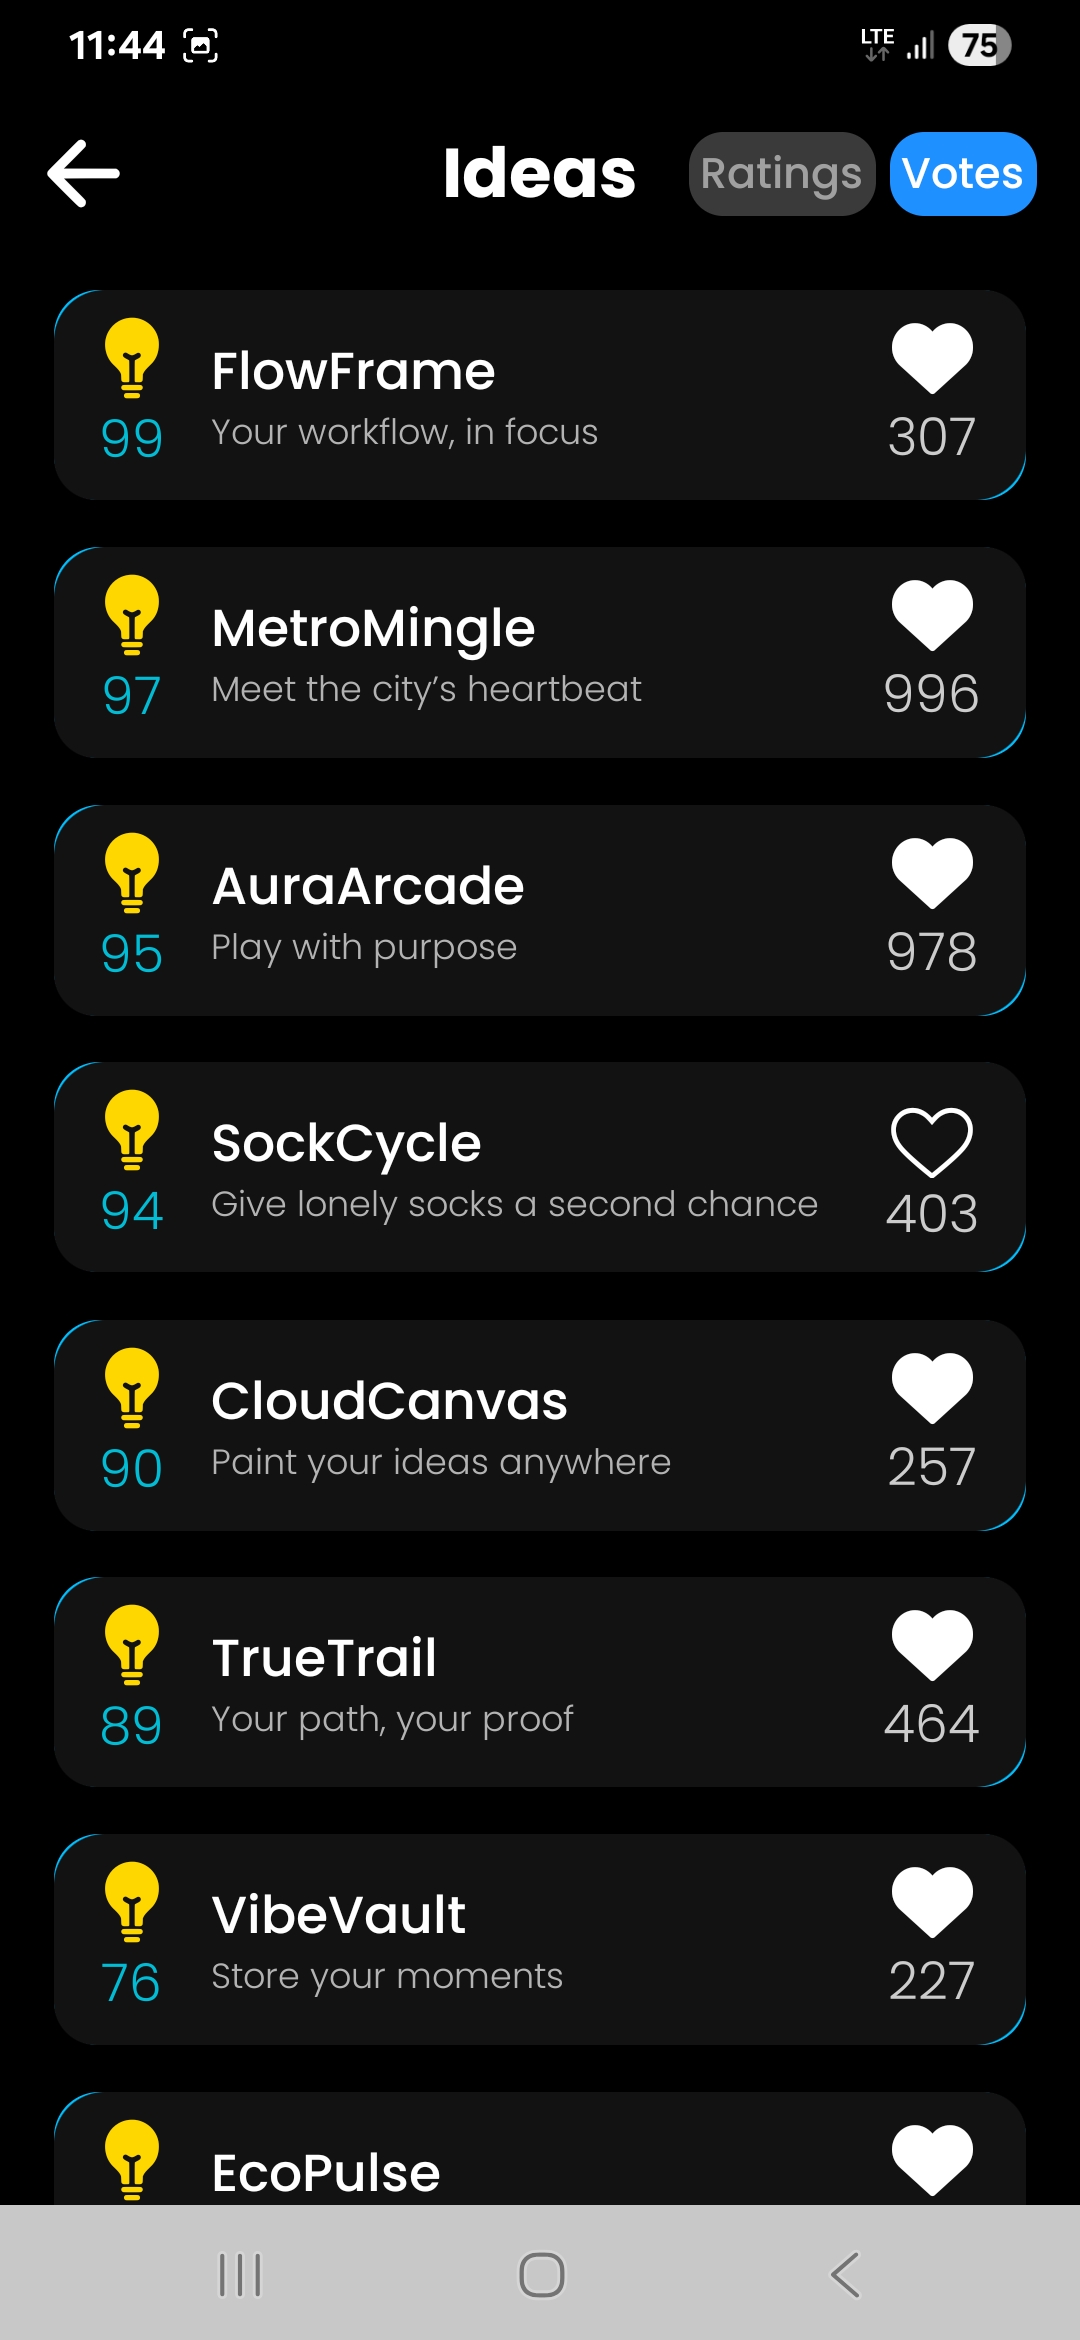 11:44
LTE
75
Ideas
Ratings
Votes
FlowFrame
Your workflow, in focus
99
307
MetroMingle
Meet the city’s heartbeat
97
996
AuraArcade
Play with purpose
95
978
SockCycle
Give lonely socks a second chance
94
403
CloudCanvas
Paint your ideas anywhere
90
257
TrueTrail
Your path, your proof
89
464
VibeVault
Store your moments
76
227
EcoPulse